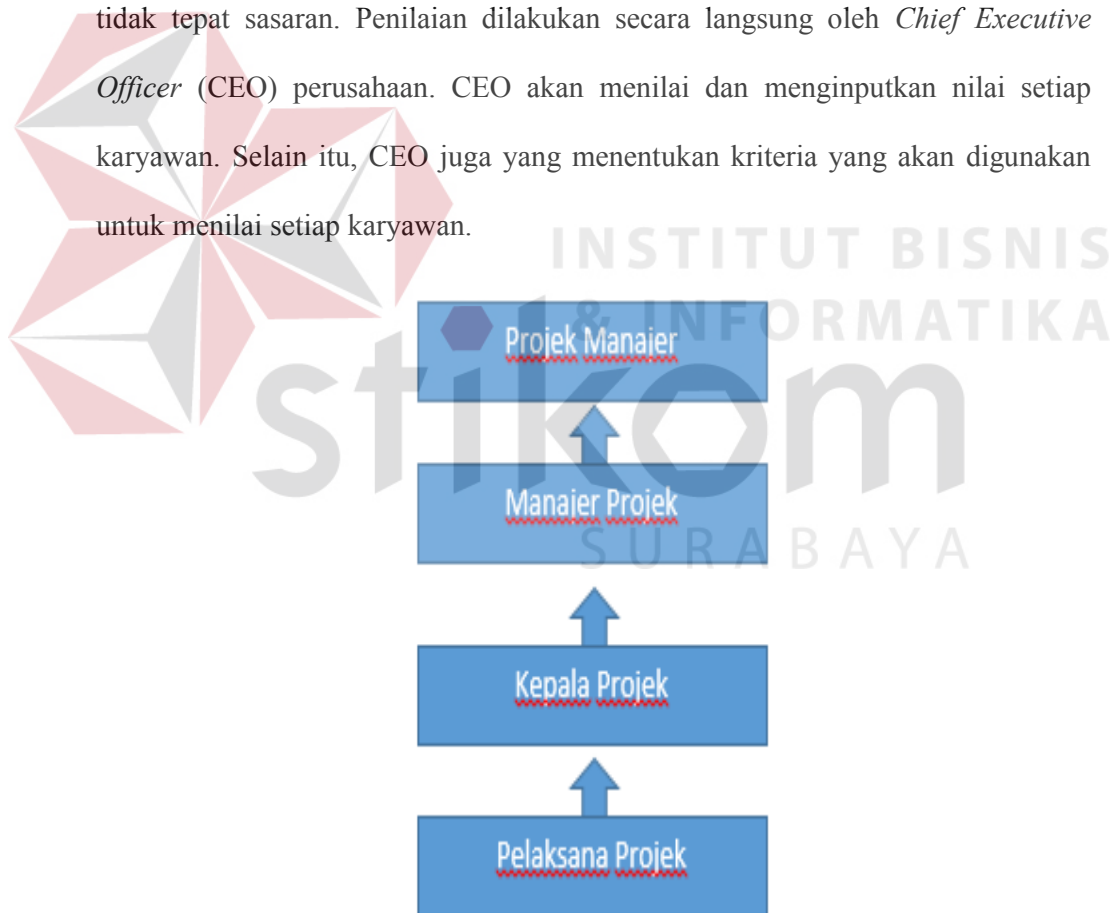 tidak tepat sasaran. Penilaian dilakukan secara langsung oleh Chief Executive
Officer (CEO) perusahaan. CEO akan menilai dan menginputkan nilai setiap
karyawan. Selain itu, CEO juga yang menentukan kriteria yang akan digunakan
untuk menilai setiap karyawan.
INSTITUT BISNIS
& INFORMATIKA
stikom
SURABAYA
Projek Manajer
Manajer Projek
Kepala Projek
Pelaksana Projek